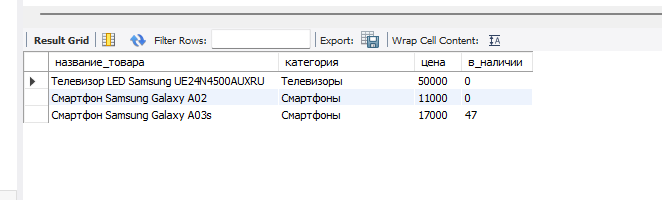 Result Grid Filter Rows: Export: Wrap Cell Content:
название_товара категория цена в_наличии
Телевизор LED Samsung UE24N4500AUXRU Телевизоры 50000 0
Смартфон Samsung Galaxy A02 Смартфоны 11000 0
Смартфон Samsung Galaxy A03s Смартфоны 17000 47